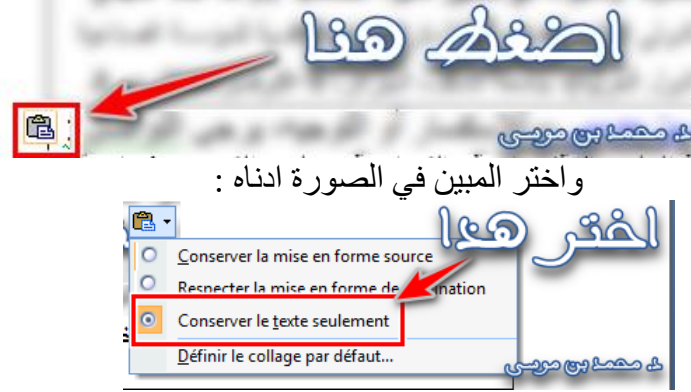 اضغط هنا
د. محمد بن موسى
واختر المبين في الصورة ادناه :
اختر هذا
Conserver la mise en forme source
Respecter la mise en forme de
Conserver le texte seulement
Définir le collage par défaut...
د. محمد بن موسى